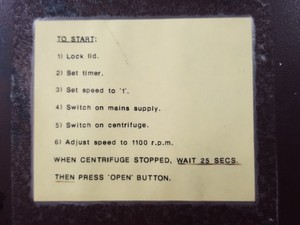 TO START:
1) Lock lid.
2) Set timer.
3) Set speed to '1'.
4) Switch on mains supply.
5) Switch on centrifuge.
6) Adjust speed to 1100 r.p.m.
WHEN CENTRIFUGE STOPPED, WAIT 25 SECS.
THEN PRESS 'OPEN' BUTTON.